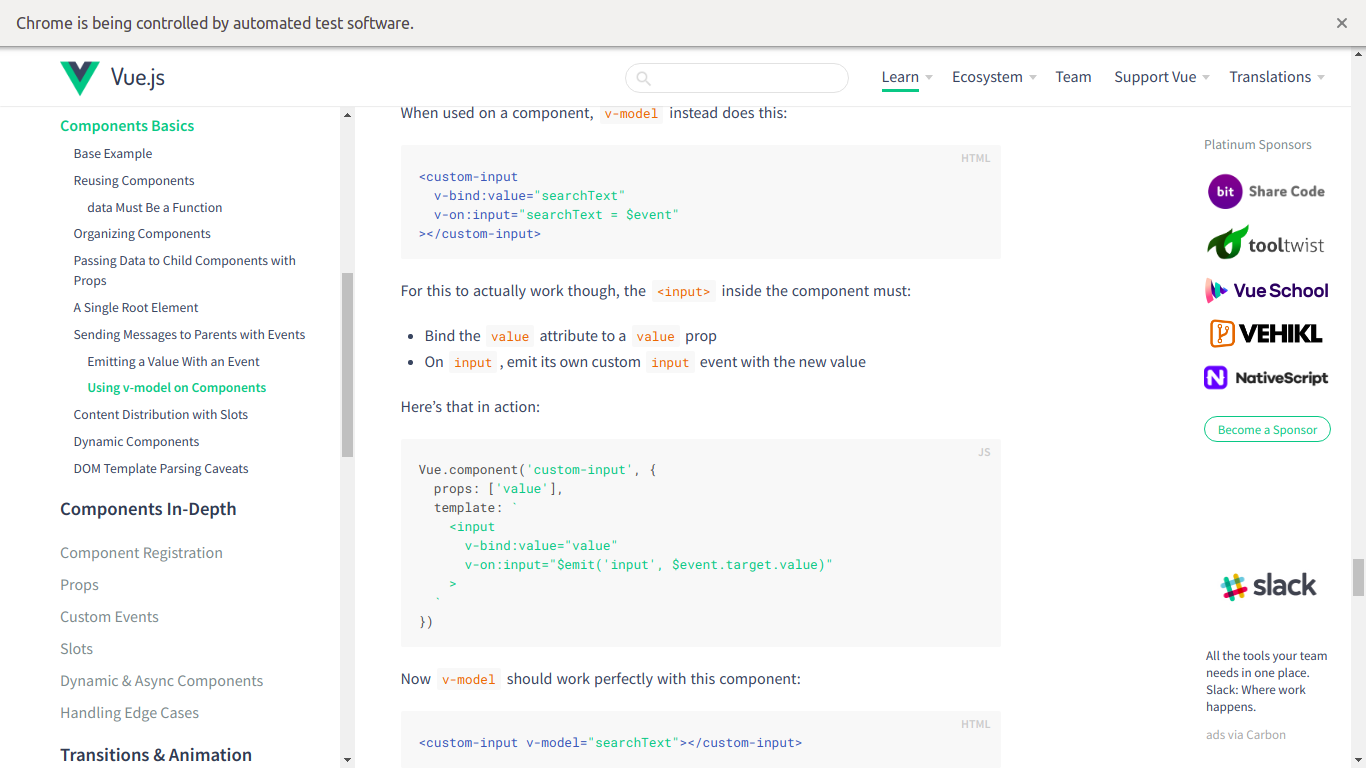 Chrome is being controlled by automated test software.
Vue.js
Learn
Ecosystem
Team
Support Vue
Translations
Components Basics
Base Example
Reusing Components
data Must Be a Function
Organizing Components
Passing Data to Child Components with
Props
A Single Root Element
Sending Messages to Parents with Events
Emitting a Value With an Event
Using v-model on Components
Content Distribution with Slots
Dynamic Components
DOM Template Parsing Caveats
Components In-Depth
Component Registration
Props
Custom Events
Slots
Dynamic & Async Components
Handling Edge Cases
Transitions & Animation
When used on a component, v-model instead does this:
HTML
<custom-input
v-bind:value="searchText"
v-on:input="searchText = $event"
></custom-input>
For this to actually work though, the <input> inside the component must:
• Bind the value attribute to a value prop
• On input , emit its own custom input event with the new value
Here’s that in action:
JS
Vue.component('custom-input', {
props: ['value'],
template: `
<input
v-bind:value="value"
v-on:input="$emit('input', $event.target.value)"
>
`
})
Now v-model should work perfectly with this component:
HTML
<custom-input v-model="searchText"></custom-input>
Platinum Sponsors
bit Share Code
tooltwist
Vue School
VEHIKL
NativeScript
Become a Sponsor
slack
All the tools your team
needs in one place.
Slack: Where work
happens.
ads via Carbon